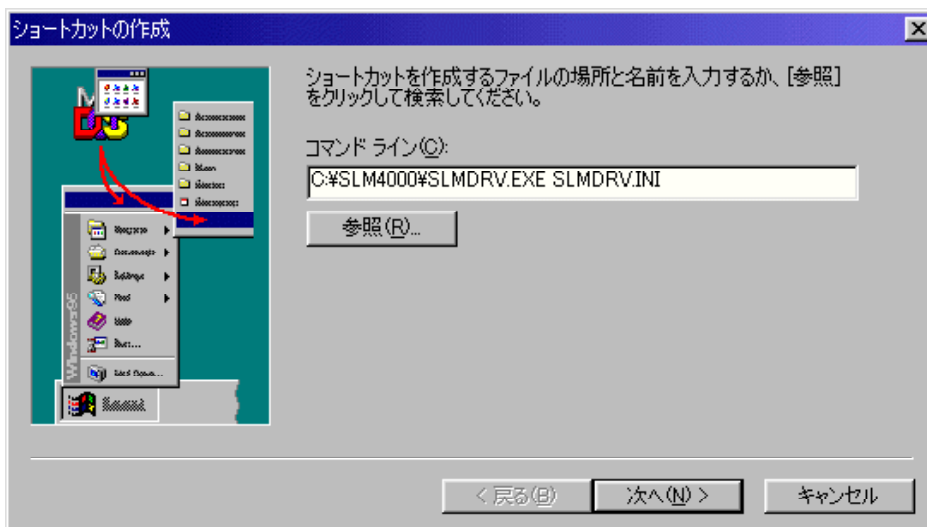 ショートカットの作成
ショートカットを作成するファイルの場所と名前を入力するか、[参照]
をクリックして検索してください。
コマンド ライン(C):
C:¥SLM4000¥SLMDRV.EXE SLMDRV.INI
参照(R)...
Windows95
< 戻る(B)
次へ(N) >
キャンセル